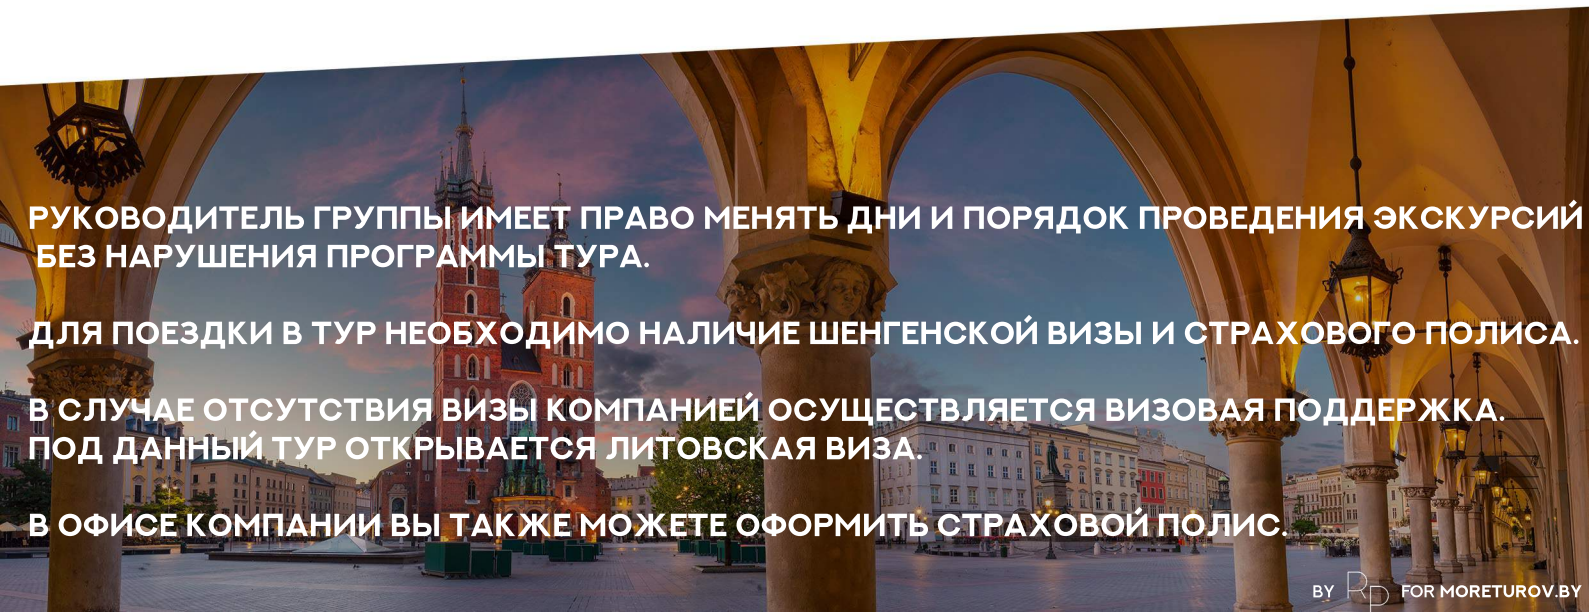 РУКОВОДИТЕЛЬ ГРУППЫ ИМЕЕТ ПРАВО МЕНЯТЬ ДНИ И ПОРЯДОК ПРОВЕДЕНИЯ ЭКСКУРСИЙ
БЕЗ НАРУШЕНИЯ ПРОГРАММЫ ТУРА.
ДЛЯ ПОЕЗДКИ В ТУР НЕОБХОДИМО НАЛИЧИЕ ШЕНГЕНСКОЙ ВИЗЫ И СТРАХОВОГО ПОЛИСА.
В СЛУЧАЕ ОТСУТСТВИЯ ВИЗЫ КОМПАНИЕЙ ОСУЩЕСТВЛЯЕТСЯ ВИЗОВАЯ ПОДДЕРЖКА.
ПОД ДАННЫЙ ТУР ОТКРЫВАЕТСЯ ЛИТОВСКАЯ ВИЗА.
В ОФИСЕ КОМПАНИИ ВЫ ТАКЖЕ МОЖЕТЕ ОФОРМИТЬ СТРАХОВОЙ ПОЛИС.
BY RP FOR MORETUROV.BY